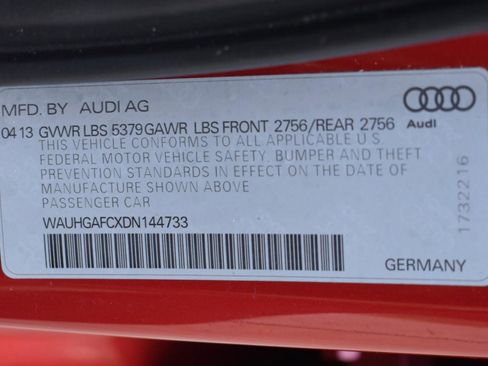 MFD. BY AUDI AG
04 13 GVWR LBS 5379 GAWR LBS FRONT 2756/REAR 2756
THIS VEHICLE CONFORMS TO ALL APPLICABLE U S
FEDERAL MOTOR VEHICLE SAFETY, BUMPER AND THEFT
PREVENTION STANDARDS IN EFFECT ON THE DATE OF
MANUFACTURE SHOWN ABOVE
PASSENGER CAR
WAUHGAFCXDN144733
GERMANY
Audi
1732216